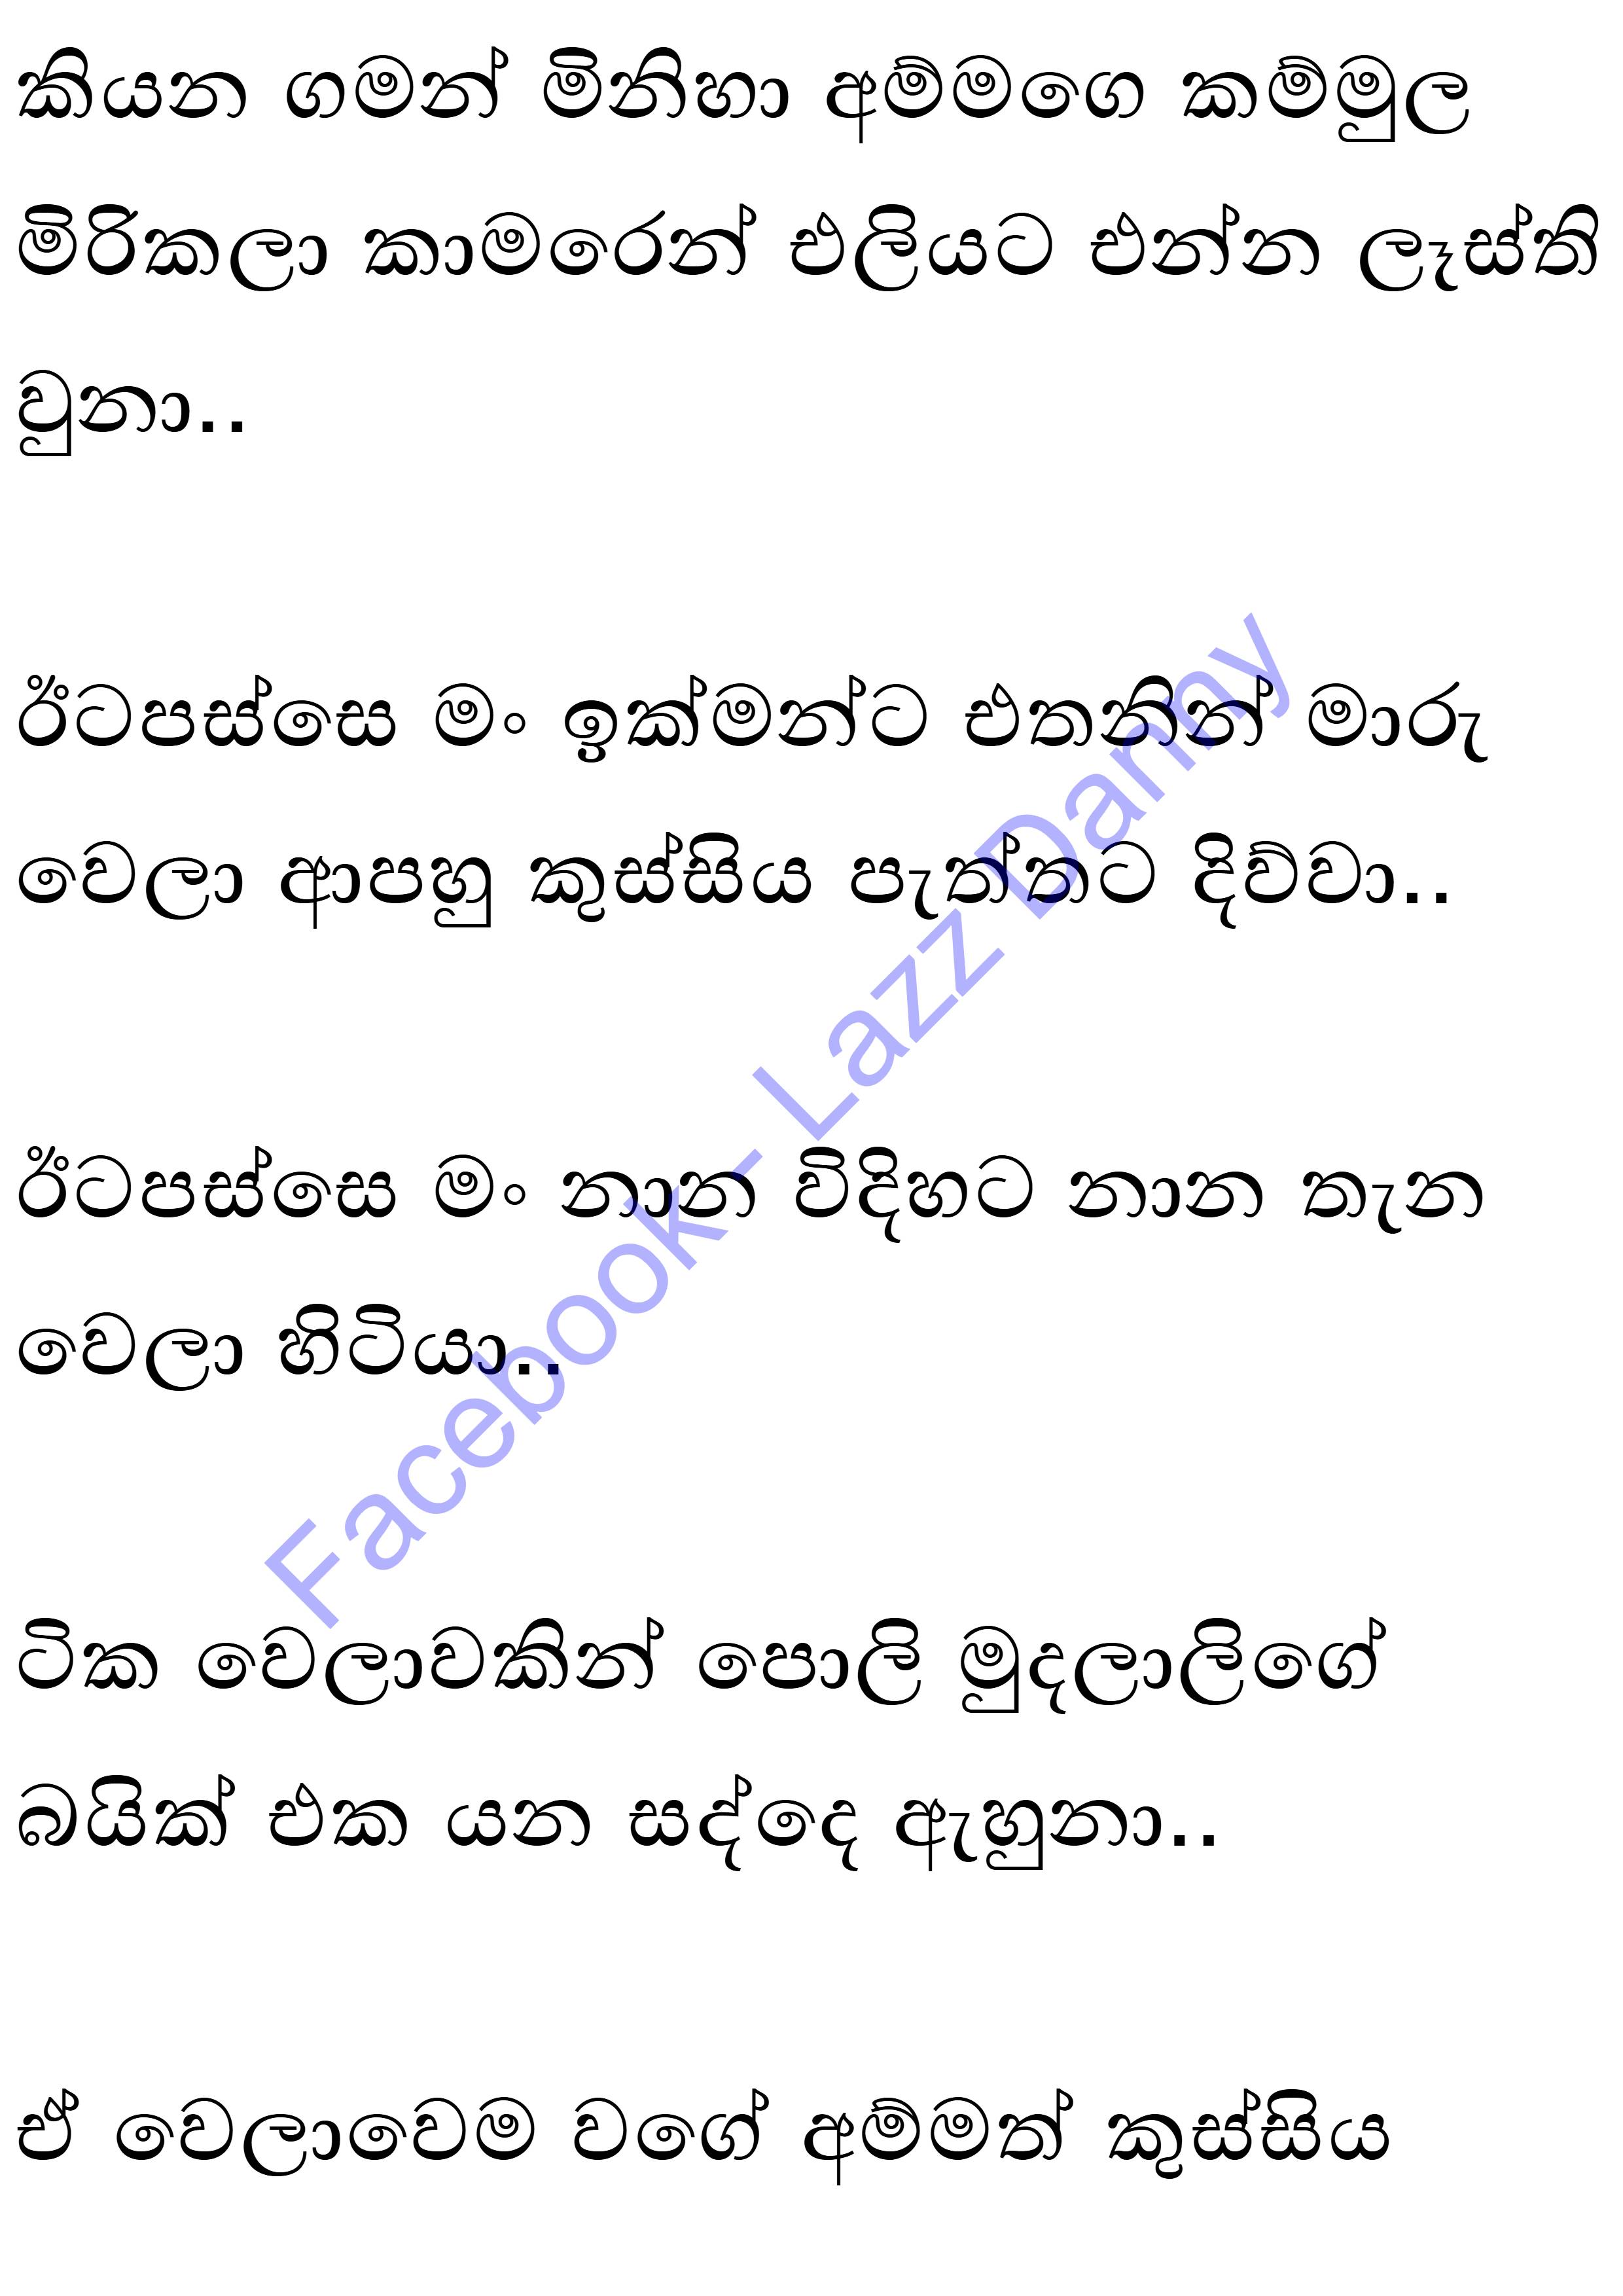 කියන ගමන් මිනිහා අම්මගෙ කම්මුල
මිරිකලා කාමරෙන් එලියට එන්න ලෑස්ති
වුනා..
ඊටපස්සෙ මං ඉක්මන්ට එතනින් මාරු
වෙලා ආපහු කුස්සිය පැත්තට දිව්වා..
ඊටපස්සෙ මං නාන විදිහට නාන තැන
වෙලා හිටියා..
ටික වෙලාවකින් පොලි මුදලාලිගේ
බයික් එක යන සද්දෙ ඇහුනා..
ඒ වෙලාවෙම වගේ අම්මත් කුස්සිය
Facebook- Lazz Danny